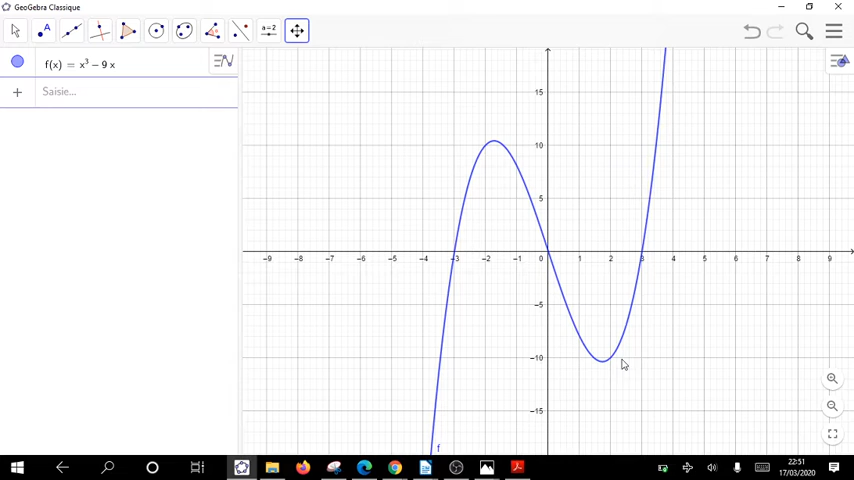 GeoGebra Classique
a=2
f(x) = x³ − 9 x
Saisie...
15
10
5
−9 −8 −7 −6 −5 −4 −3 −2 −1 0 1 2 3 4 5 6 7 8 9
−5
−10
−15
f
22:51
17/03/2020